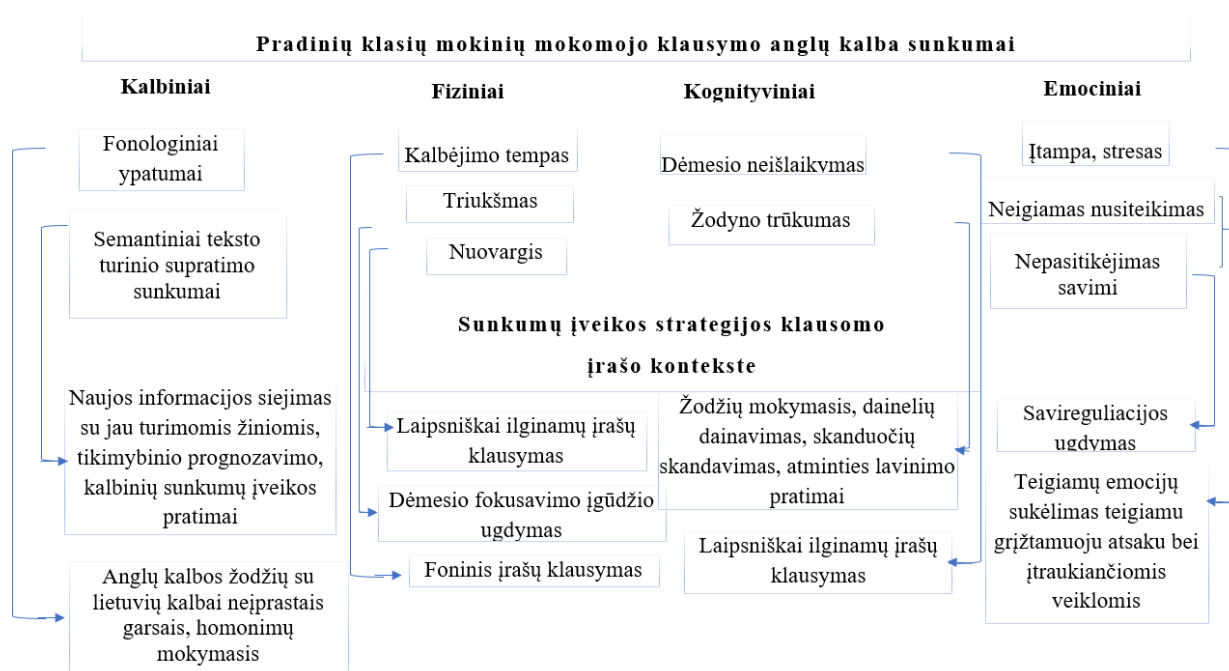 Pradinių klasių mokinių mokomojo klausymo anglų kalba sunkumai
Kalbiniai
Fonologiniai
ypatumai
Semantiniai teksto
turinio supratimo
sunkumai
Fiziniai
Kalbėjimo tempas
Triukšmas
Nuovargis
Kognityviniai
Dėmesio neišlaikymas
Žodyno trūkumas
Emociniai
Įtampa, stresas
Neigiamas nusiteikimas
Nepasitikėjimas
savimi
Sunkumų įveikos strategijos klausomo
įrašo kontekste
Naujos informacijos siejimas
su jau turimomis žiniomis,
tikimybinio prognozavimo,
kalbinių sunkumų įveikos
pratimai
Anglų kalbos žodžių su
lietuvių kalbai neįprastais
garsais, homonimų
mokymasis
Laipsniškai ilginamų įrašų
klausymas
Dėmesio fokusavimo įgūdžio
ugdymas
Foninis įrašų klausymas
Žodžių mokymasis, dainelių
dainavimas, skanduočių
skandavimas, atminties lavinimo
pratimai
Laipsniškai ilginamų įrašų
klausymas
Savireguliacijos
ugdymas
Teigiamų emocijų
sukėlimas teigiamu
grįžtamuoju atsaku bei
įtraukiančiomis
veiklomis